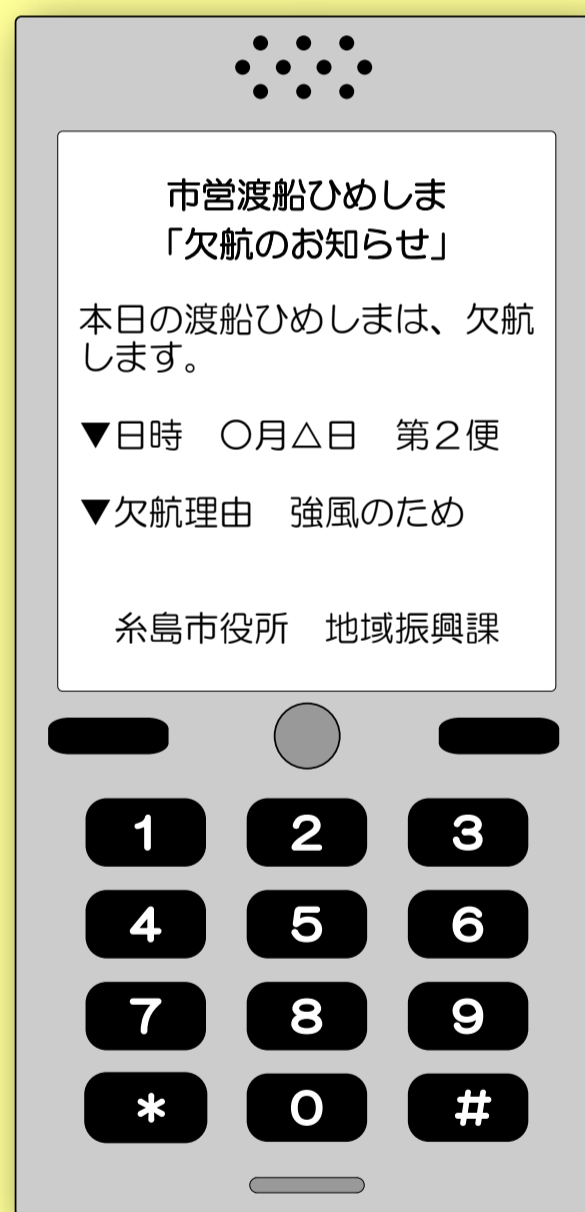 市営渡船ひめしま
「欠航のお知らせ」
本日の渡船ひめしまは、欠航
します。
▼日時　〇月△日　第２便
▼欠航理由　強風のため
糸島市役所　地域振興課
1 2 3
4 5 6
7 8 9
* 0 #